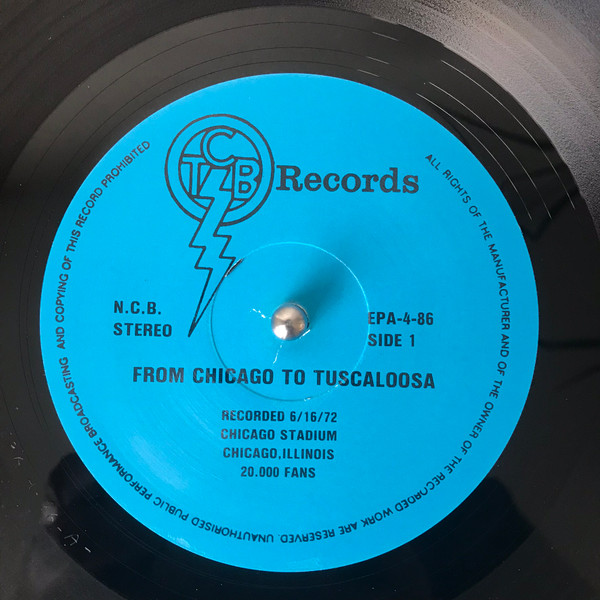 TCB
Records
N.C.B.
STEREO
EPA-4-86
SIDE 1
FROM CHICAGO TO TUSCALOOSA
RECORDED 6/16/72
CHICAGO STADIUM
CHICAGO,ILLINOIS
20.000 FANS
ALL RIGHTS OF THE MANUFACTURER AND OF THE OWNER OF THE RECORDED WORK ARE RESERVED. UNAUTHORISED PUBLIC PERFORMANCE BROADCASTING AND COPYING OF THIS RECORD PROHIBITED